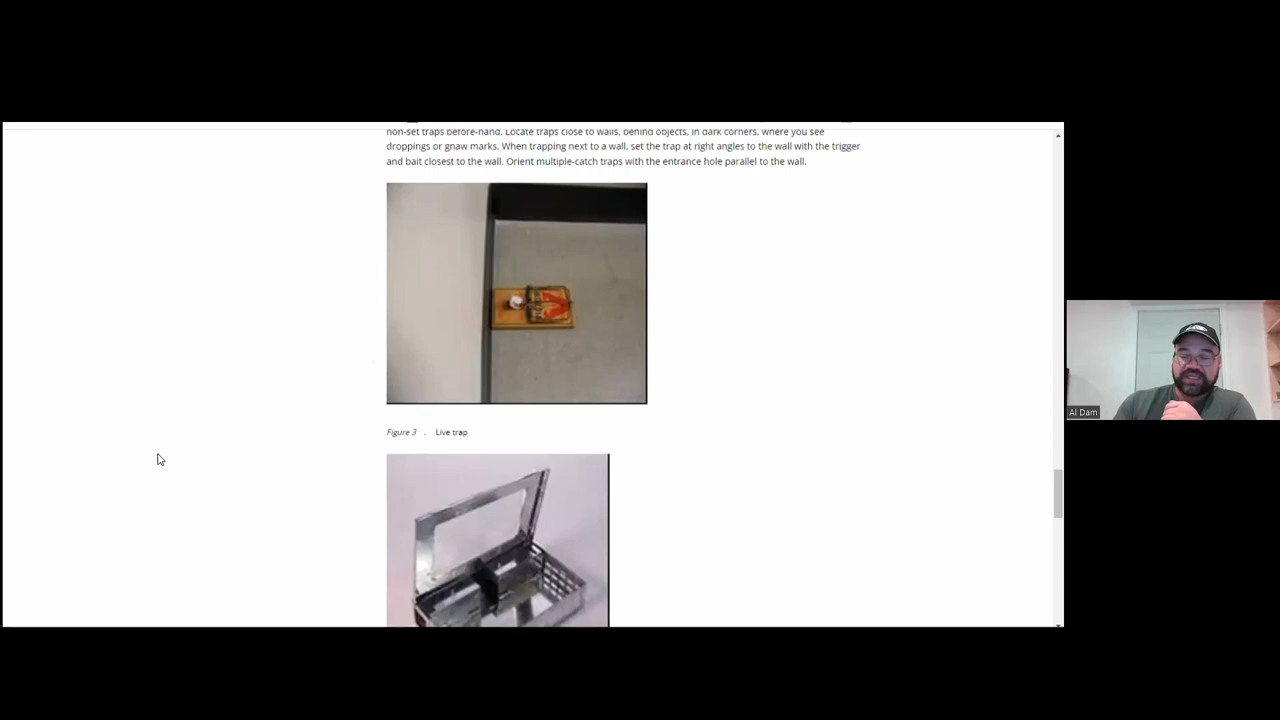 non-set traps before-hand. Locate traps close to walls, behind objects, in dark corners, where you see
droppings or gnaw marks. When trapping next to a wall, set the trap at right angles to the wall with the trigger
and bait closest to the wall. Orient multiple-catch traps with the entrance hole parallel to the wall.
Figure 3 . Live trap
Al Dam